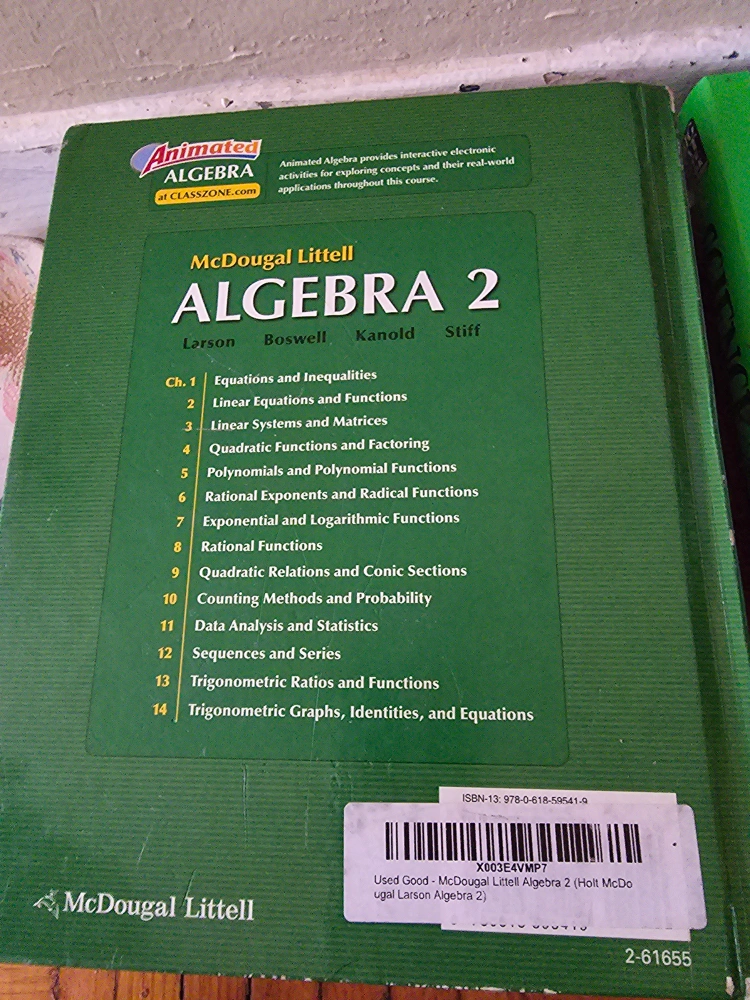 Animated
ALGEBRA
at CLASSZONE.com
Animated Algebra provides interactive electronic
activities for exploring concepts and their real-world
applications throughout this course.
McDougal Littell
ALGEBRA 2
Larson Boswell Kanold Stiff
Ch. 1 Equations and Inequalities
2 Linear Equations and Functions
3 Linear Systems and Matrices
4 Quadratic Functions and Factoring
5 Polynomials and Polynomial Functions
6 Rational Exponents and Radical Functions
7 Exponential and Logarithmic Functions
8 Rational Functions
9 Quadratic Relations and Conic Sections
10 Counting Methods and Probability
11 Data Analysis and Statistics
12 Sequences and Series
13 Trigonometric Ratios and Functions
14 Trigonometric Graphs, Identities, and Equations
ISBN-13: 978-0-618-59541-9
X003E4VMP7
Used Good - McDougal Littell Algebra 2 (Holt McDo
ugal Larson Algebra 2)
McDougal Littell
2-61655